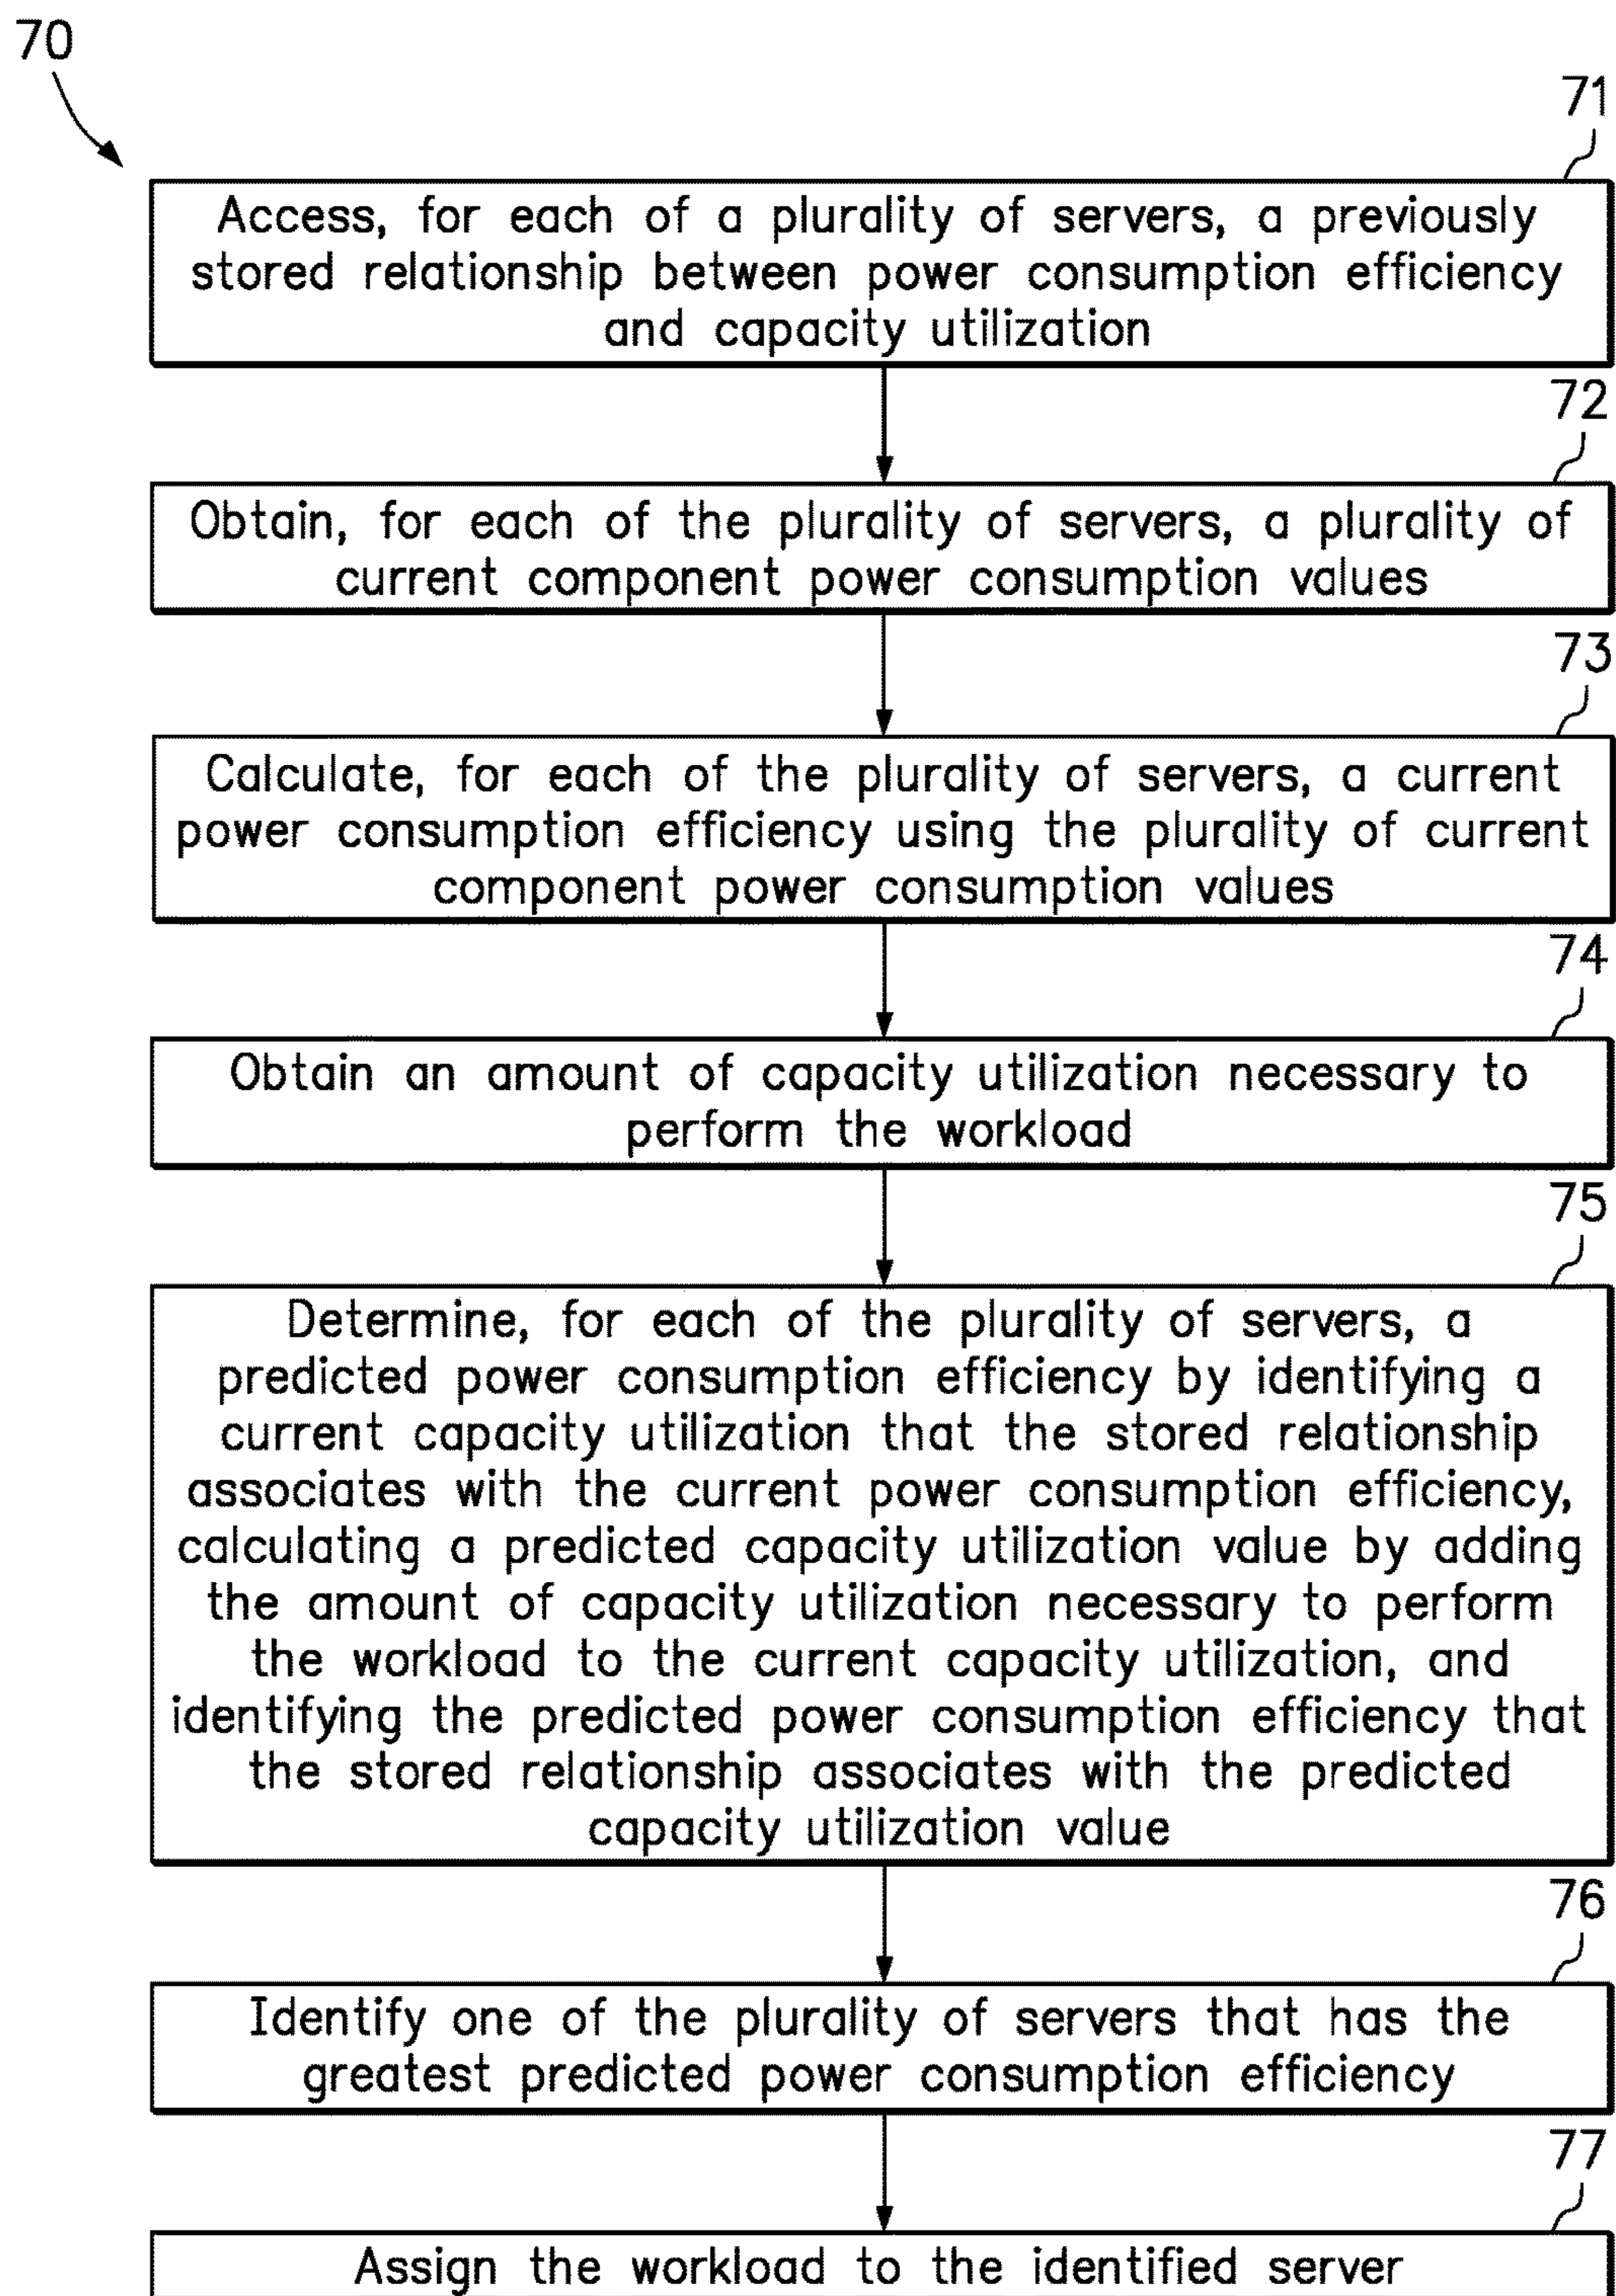 70
71
Access, for each of a plurality of servers, a previously
stored relationship between power consumption efficiency
and capacity utilization
72
Obtain, for each of the plurality of servers, a plurality of
current component power consumption values
73
Calculate, for each of the plurality of servers, a current
power consumption efficiency using the plurality of current
component power consumption values
74
Obtain an amount of capacity utilization necessary to
perform the workload
75
Determine, for each of the plurality of servers, a
predicted power consumption efficiency by identifying a
current capacity utilization that the stored relationship
associates with the current power consumption efficiency,
calculating a predicted capacity utilization value by adding
the amount of capacity utilization necessary to perform
the workload to the current capacity utilization, and
identifying the predicted power consumption efficiency that
the stored relationship associates with the predicted
capacity utilization value
76
Identify one of the plurality of servers that has the
greatest predicted power consumption efficiency
77
Assign the workload to the identified server